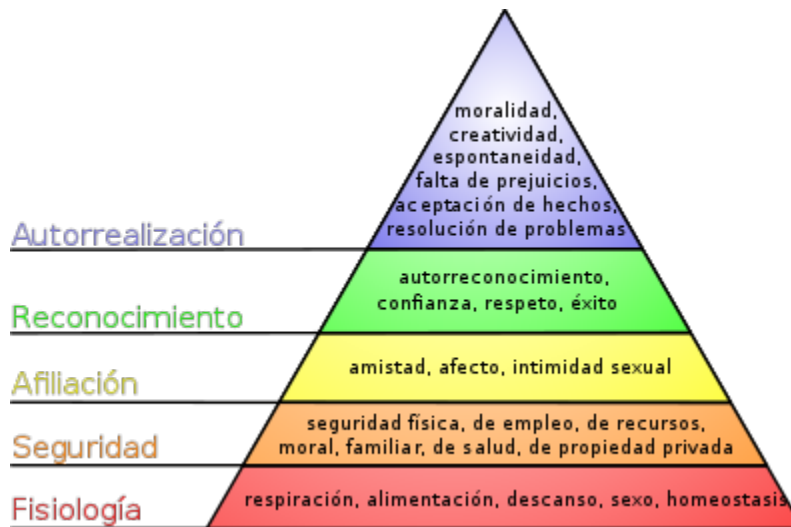 moralidad,
creatividad,
espontaneidad,
falta de prejuicios,
aceptación de hechos,
resolución de problemas
Autorrealización
autorreconocimiento,
confianza, respeto, éxito
Reconocimiento
amistad, afecto, intimidad sexual
Afiliación
seguridad física, de empleo, de recursos,
moral, familiar, de salud, de propiedad privada
Seguridad
respiración, alimentación, descanso, sexo, homeostasis
Fisiología